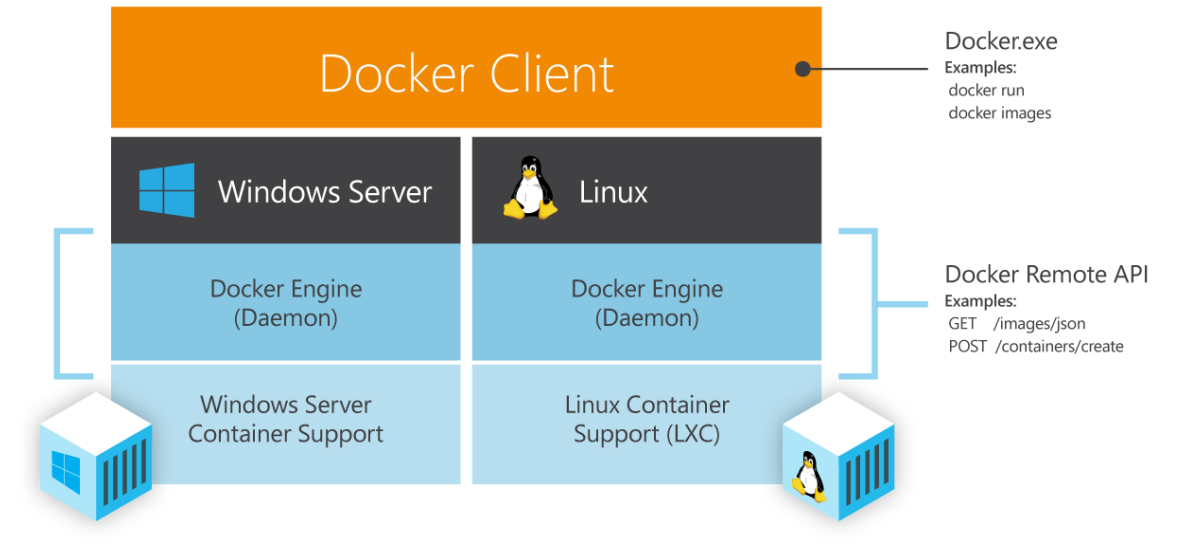 Docker Client
Docker.exe
Examples:
docker run
docker images
Windows Server
Linux
Docker Engine
(Daemon)
Docker Engine
(Daemon)
Docker Remote API
Examples:
GET /images/json
POST /containers/create
Windows Server
Container Support
Linux Container
Support (LXC)